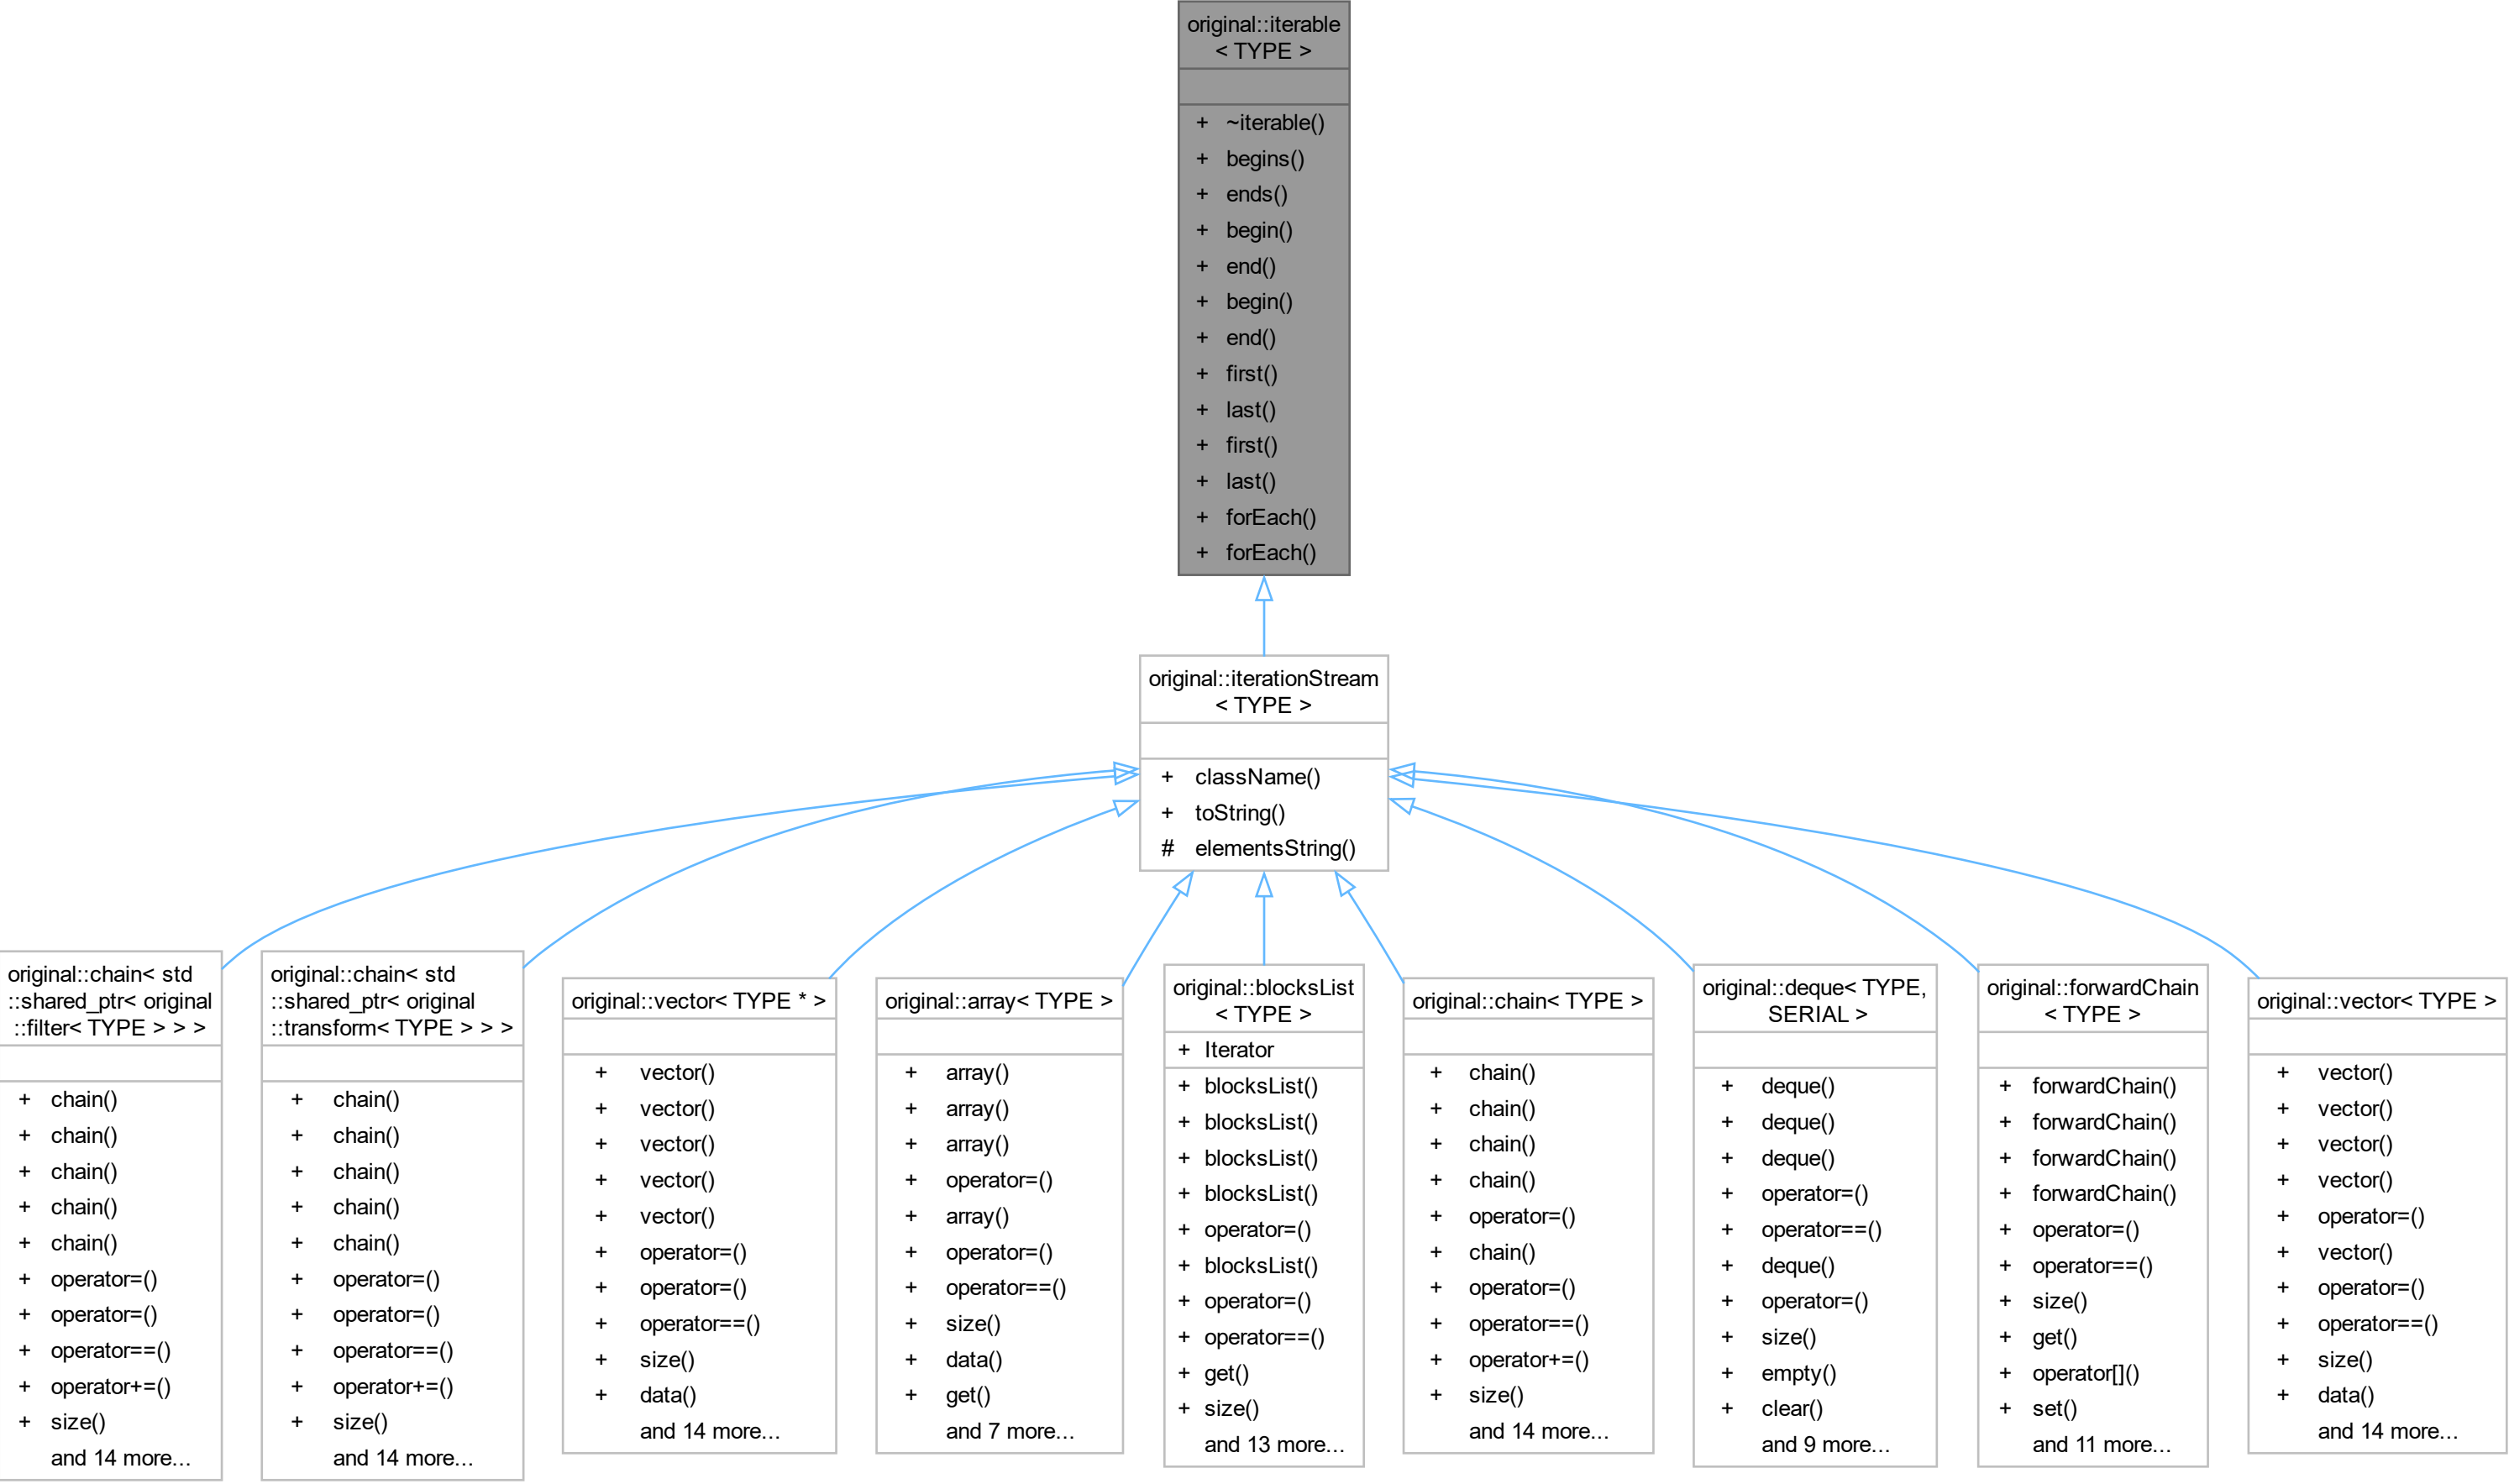 original::iterable
< TYPE >
+ ~iterable()
+ begins()
+ ends()
+ begin()
+ end()
+ begin()
+ end()
+ first()
+ last()
+ first()
+ last()
+ forEach()
+ forEach()
original::iterationStream
< TYPE >
+ className()
+ toString()
# elementsString()
original::chain< std
::shared_ptr< original
::filter< TYPE > > >
+ chain()
+ chain()
+ chain()
+ chain()
+ chain()
+ operator=()
+ operator=()
+ operator==()
+ operator+=()
+ size()
and 14 more...
original::chain< std
::shared_ptr< original
::transform< TYPE > > >
+ chain()
+ chain()
+ chain()
+ chain()
+ chain()
+ operator=()
+ operator=()
+ operator==()
+ operator+=()
+ size()
and 14 more...
original::vector< TYPE * >
+ vector()
+ vector()
+ vector()
+ vector()
+ vector()
+ operator=()
+ operator=()
+ operator==()
+ size()
+ data()
and 14 more...
original::array< TYPE >
+ array()
+ array()
+ array()
+ operator=()
+ array()
+ operator=()
+ operator==()
+ size()
+ data()
+ get()
and 7 more...
original::blocksList
< TYPE >
+ Iterator
+ blocksList()
+ blocksList()
+ blocksList()
+ blocksList()
+ operator=()
+ blocksList()
+ operator=()
+ operator==()
+ get()
+ size()
and 13 more...
original::chain< TYPE >
+ chain()
+ chain()
+ chain()
+ chain()
+ operator=()
+ chain()
+ operator=()
+ operator==()
+ operator+=()
+ size()
and 14 more...
original::deque< TYPE,
SERIAL >
+ deque()
+ deque()
+ deque()
+ operator=()
+ operator==()
+ deque()
+ operator=()
+ size()
+ empty()
+ clear()
and 9 more...
original::forwardChain
< TYPE >
+ forwardChain()
+ forwardChain()
+ forwardChain()
+ forwardChain()
+ operator=()
+ operator==()
+ size()
+ get()
+ operator[]()
+ set()
and 11 more...
original::vector< TYPE >
+ vector()
+ vector()
+ vector()
+ vector()
+ operator=()
+ vector()
+ operator=()
+ operator==()
+ size()
+ data()
and 14 more...